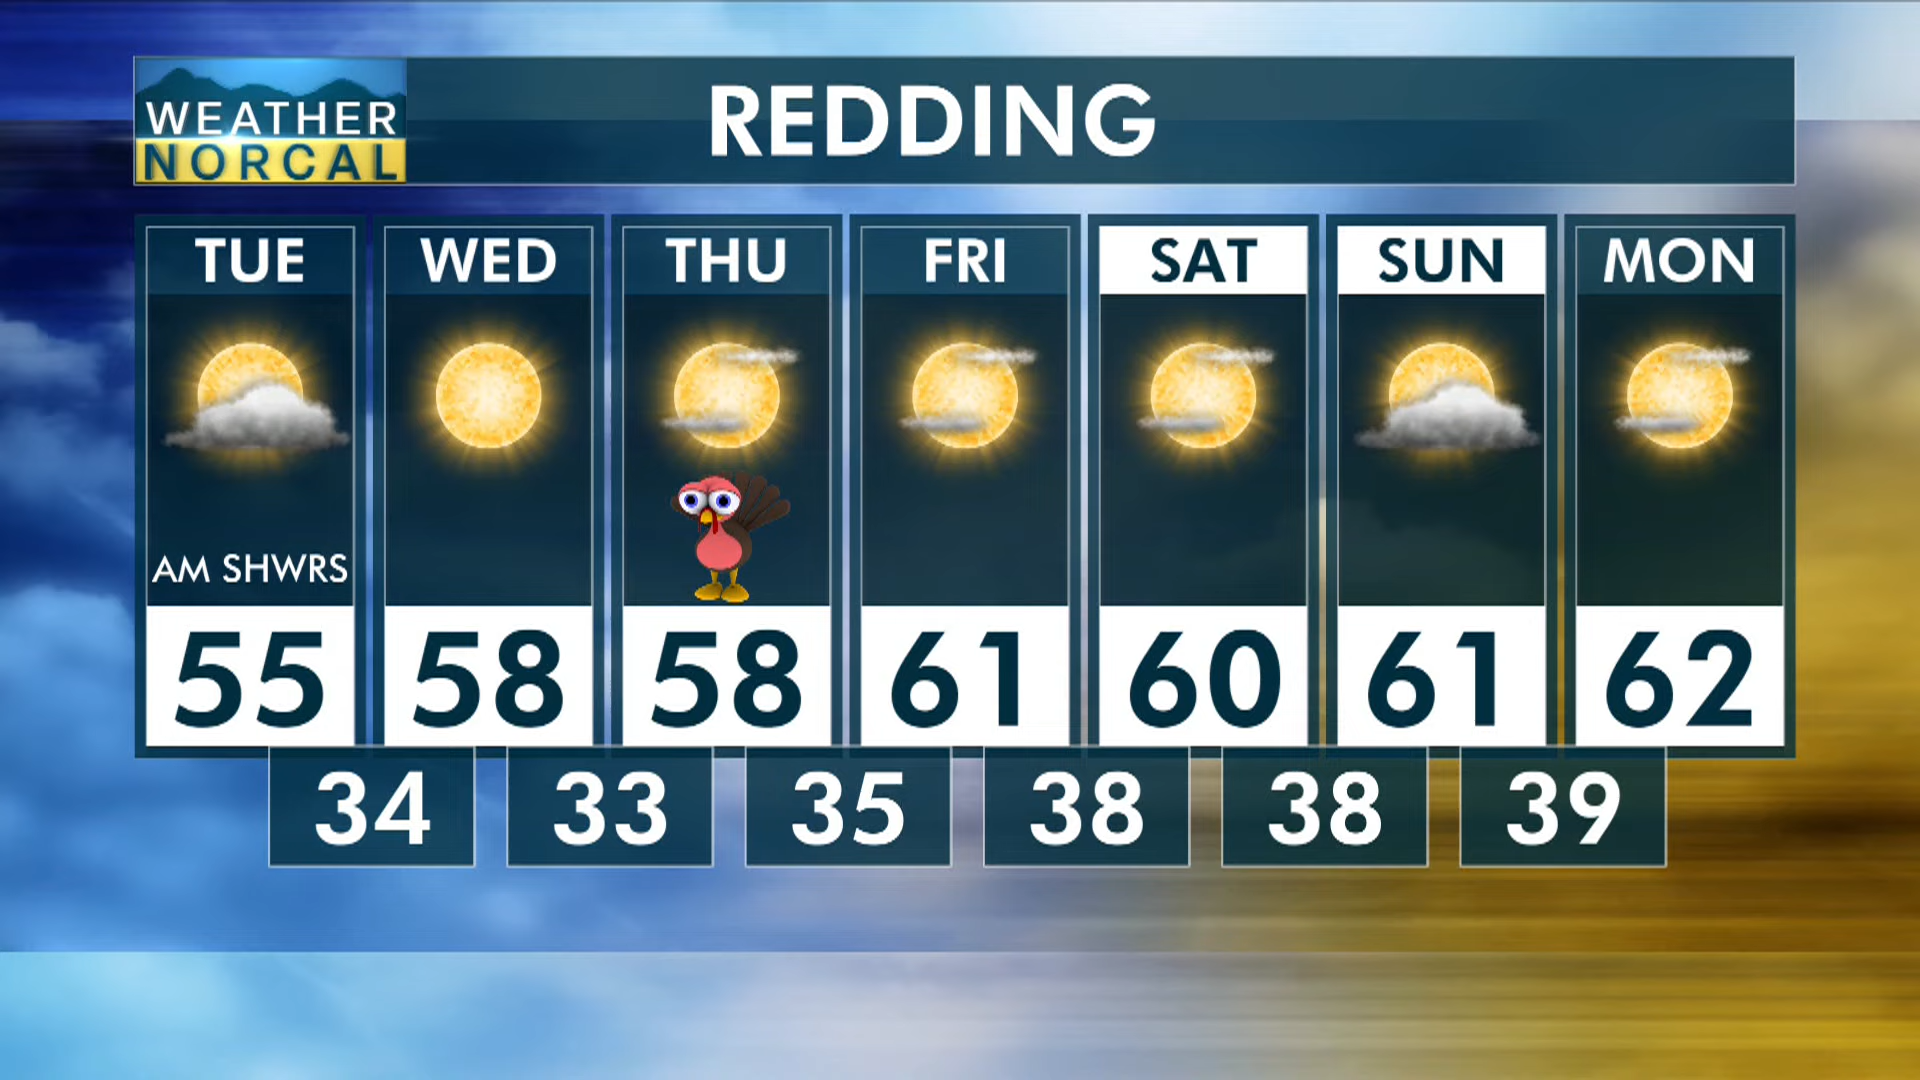 WEATHER
NORCAL
REDDING
TUE
WED
THU
FRI
SAT
SUN
MON
AM SHWRS
55
58
58
61
60
61
62
34
33
35
38
38
39